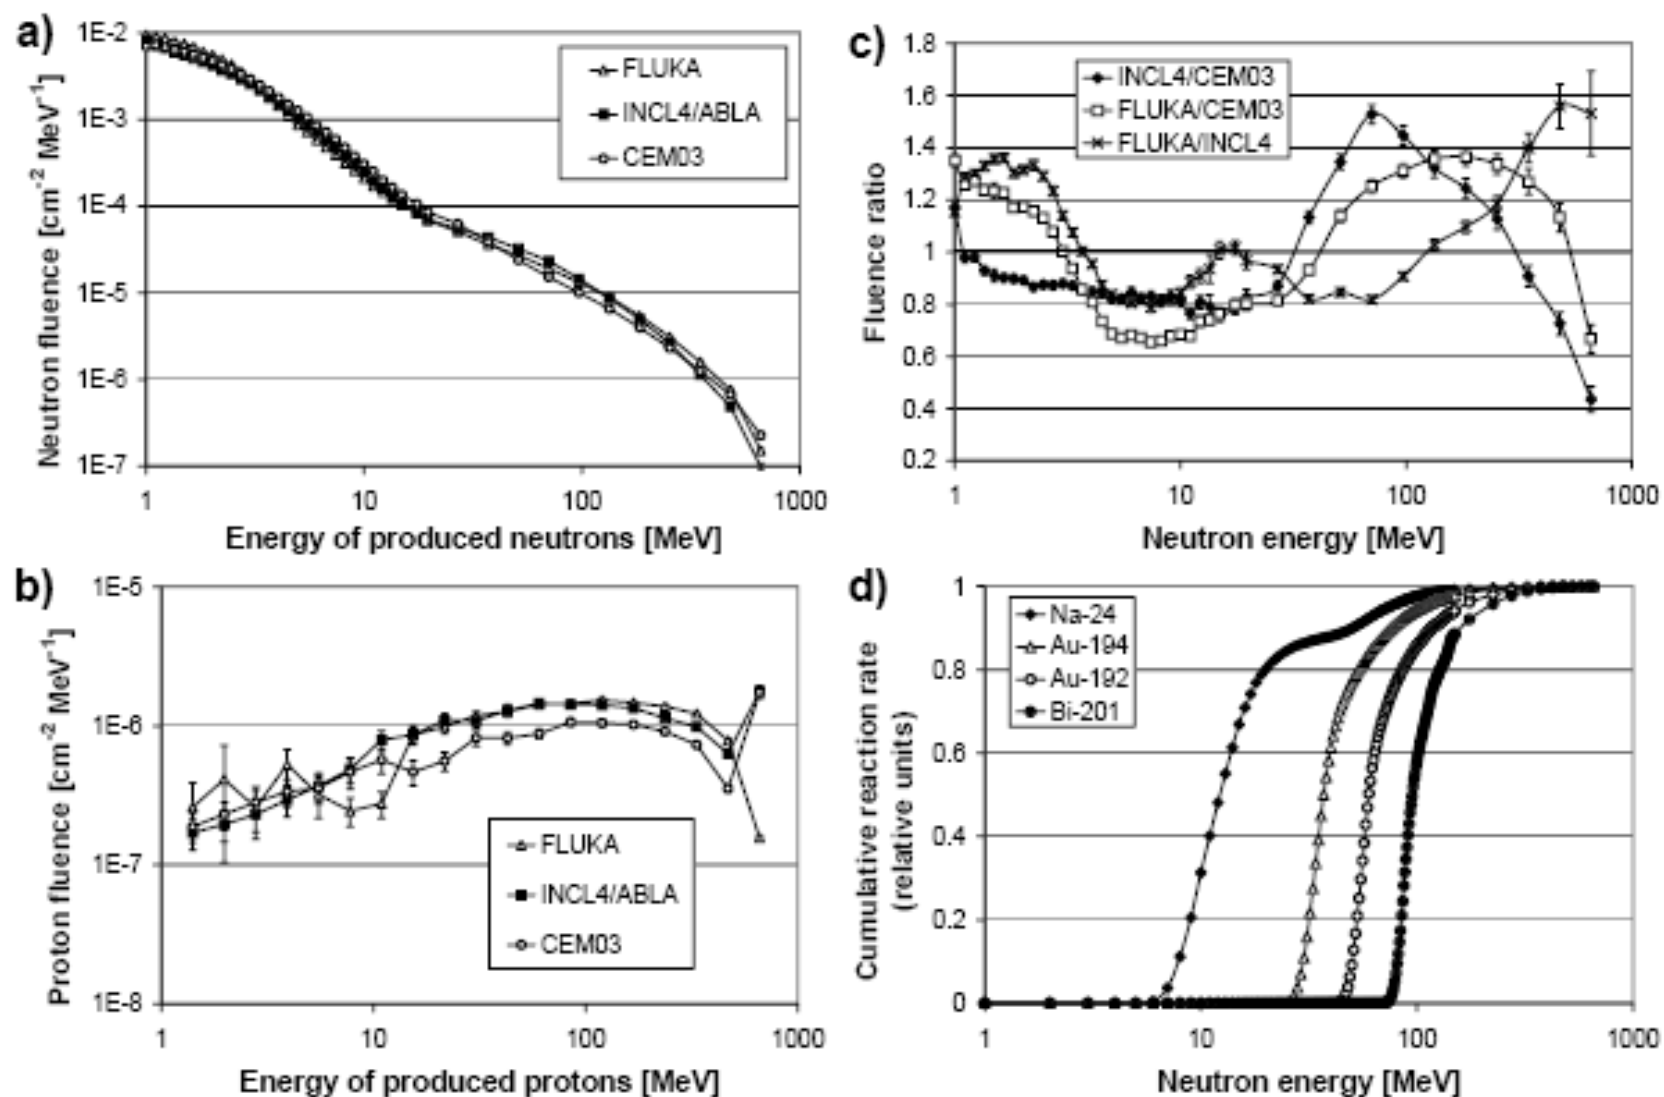 a)
1E-2
1E-3
1E-4
1E-5
1E-6
1E-7
Neutron fluence [cm-2 MeV-1]
FLUKA
INCL4/ABLA
CEM03
1 10 100 1000
Energy of produced neutrons [MeV]
c)
1.8
1.6
1.4
1.2
1
0.8
0.6
0.4
0.2
Fluence ratio
INCL4/CEM03
FLUKA/CEM03
FLUKA/INCL4
1 10 100 1000
Neutron energy [MeV]
b)
1E-5
1E-6
1E-7
1E-8
Proton fluence [cm-2 MeV-1]
FLUKA
INCL4/ABLA
CEM03
1 10 100 1000
Energy of produced protons [MeV]
d)
1
0.8
0.6
0.4
0.2
0
Cumulative reaction rate
(relative units)
Na-24
Au-194
Au-192
Bi-201
1 10 100 1000
Neutron energy [MeV]